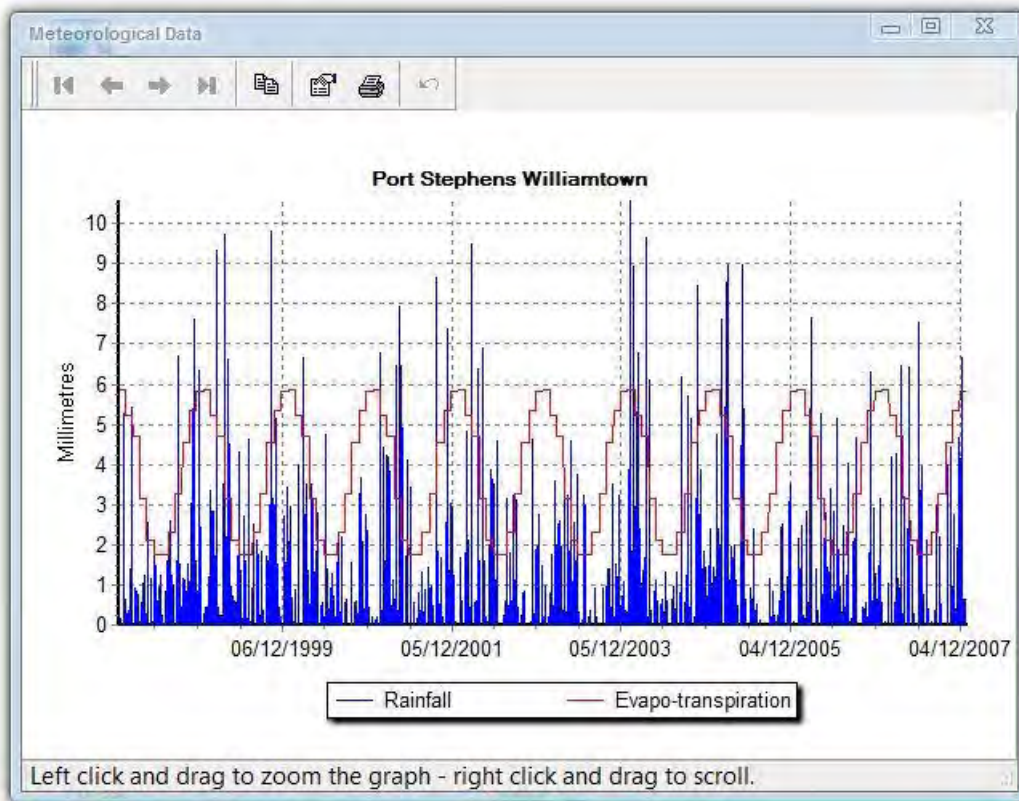 Meteorological Data
Port Stephens Williamtown
10
9
8
7
6
5
4
3
2
1
0
Millimetres
06/12/1999 05/12/2001 05/12/2003 04/12/2005 04/12/2007
Rainfall Evapo-transpiration
Left click and drag to zoom the graph - right click and drag to scroll.